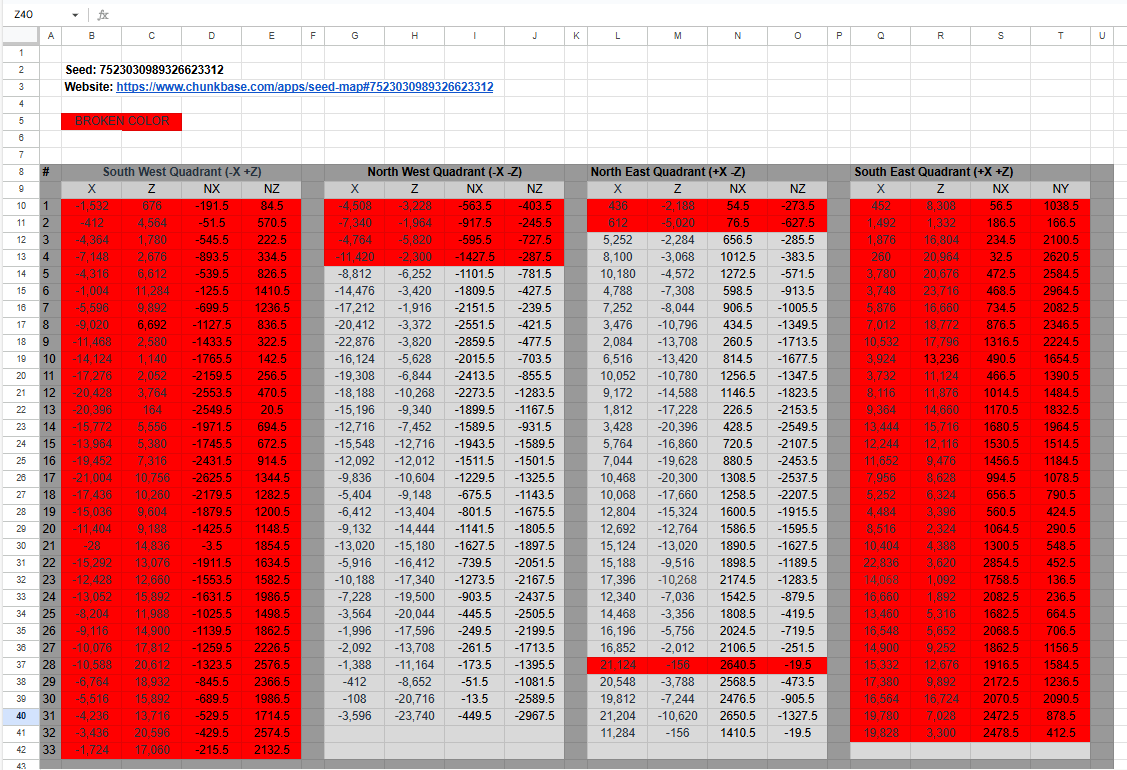 Z40
fx
A B C D E F G H I J K L M N O P Q R S T U
1
2 Seed: 7523030989326623312
3 Website: https://www.chunkbase.com/apps/seed-map#7523030989326623312
4
5 BROKEN COLOR
6
7
8 # South West Quadrant (-X +Z) North West Quadrant (-X -Z) North East Quadrant (+X -Z) South East Quadrant (+X +Z)
9 X Z NX NZ X Z NX NZ X Z NX NZ X Z NX NY
10 1 -1,532 676 -191.5 84.5 -4,508 -3,228 -563.5 -403.5 436 -2,188 54.5 -273.5 452 8,308 56.5 1038.5
11 2 -412 4,564 -51.5 570.5 -7,340 -1,964 -917.5 -245.5 612 -5,020 76.5 -627.5 1,492 1,332 186.5 166.5
12 3 -4,364 1,780 -545.5 222.5 -4,764 -5,820 -595.5 -727.5 5,252 -2,284 656.5 -285.5 1,876 16,804 234.5 2100.5
13 4 -7,148 2,676 -893.5 334.5 -11,420 -2,300 -1427.5 -287.5 8,100 -3,068 1012.5 -383.5 260 20,964 32.5 2620.5
14 5 -4,316 6,612 -539.5 826.5 -8,812 -6,252 -1101.5 -781.5 10,180 -4,572 1272.5 -571.5 3,780 20,676 472.5 2584.5
15 6 -1,004 11,284 -125.5 1410.5 -14,476 -3,420 -1809.5 -427.5 4,788 -7,308 598.5 -913.5 3,748 23,716 468.5 2964.5
16 7 -5,596 9,892 -699.5 1236.5 -17,212 -1,916 -2151.5 -239.5 7,252 -8,044 906.5 -1005.5 5,876 16,660 734.5 2082.5
17 8 -9,020 6,692 -1127.5 836.5 -20,412 -3,372 -2551.5 -421.5 3,476 -10,796 434.5 -1349.5 7,012 18,772 876.5 2346.5
18 9 -11,468 2,580 -1433.5 322.5 -22,876 -3,820 -2859.5 -477.5 2,084 -13,708 260.5 -1713.5 10,532 17,796 1316.5 2224.5
19 10 -14,124 1,140 -1765.5 142.5 -16,124 -5,628 -2015.5 -703.5 6,516 -13,420 814.5 -1677.5 3,924 13,236 490.5 1654.5
20 11 -17,276 2,052 -2159.5 256.5 -19,308 -6,844 -2413.5 -855.5 10,052 -10,780 1256.5 -1347.5 3,732 11,124 466.5 1390.5
21 12 -20,428 3,764 -2553.5 470.5 -18,188 -10,268 -2273.5 -1283.5 9,172 -14,588 1146.5 -1823.5 8,116 11,876 1014.5 1484.5
22 13 -20,396 164 -2549.5 20.5 -15,196 -9,340 -1899.5 -1167.5 1,812 -17,228 226.5 -2153.5 9,364 14,660 1170.5 1832.5
23 14 -15,772 5,556 -1971.5 694.5 -12,716 -7,452 -1589.5 -931.5 3,428 -20,396 428.5 -2549.5 13,444 15,716 1680.5 1964.5
24 15 -13,964 5,380 -1745.5 672.5 -15,548 -12,716 -1943.5 -1589.5 5,764 -16,860 720.5 -2107.5 12,244 12,116 1530.5 1514.5
25 16 -19,452 7,316 -2431.5 914.5 -12,092 -12,012 -1511.5 -1501.5 7,044 -19,628 880.5 -2453.5 11,652 9,476 1456.5 1184.5
26 17 -21,004 10,756 -2625.5 1344.5 -9,836 -10,604 -1229.5 -1325.5 10,468 -20,300 1308.5 -2537.5 7,956 8,628 994.5 1078.5
27 18 -17,436 10,260 -2179.5 1282.5 -5,404 -9,148 -675.5 -1143.5 10,068 -17,660 1258.5 -2207.5 5,252 6,324 656.5 790.5
28 19 -15,036 9,604 -1879.5 1200.5 -6,412 -13,404 -801.5 -1675.5 12,804 -15,324 1600.5 -1915.5 4,484 3,396 560.5 424.5
29 20 -11,404 9,188 -1425.5 1148.5 -9,132 -14,444 -1141.5 -1805.5 12,692 -12,764 1586.5 -1595.5 8,516 2,324 1064.5 290.5
30 21 -28 14,836 -3.5 1854.5 -13,020 -15,180 -1627.5 -1897.5 15,124 -13,020 1890.5 -1627.5 10,404 4,388 1300.5 548.5
31 22 -15,292 13,076 -1911.5 1634.5 -5,916 -16,412 -739.5 -2051.5 15,188 -9,516 1898.5 -1189.5 22,836 3,620 2854.5 452.5
32 23 -12,428 12,660 -1553.5 1582.5 -10,188 -17,340 -1273.5 -2167.5 17,396 -10,268 2174.5 -1283.5 14,068 1,092 1758.5 136.5
33 24 -13,052 15,892 -1631.5 1986.5 -7,228 -19,500 -903.5 -2437.5 12,340 -7,036 1542.5 -879.5 16,660 1,892 2082.5 236.5
34 25 -8,204 11,988 -1025.5 1498.5 -3,564 -20,044 -445.5 -2505.5 14,468 -3,356 1808.5 -419.5 13,460 5,316 1682.5 664.5
35 26 -9,116 14,900 -1139.5 1862.5 -1,996 -17,596 -249.5 -2199.5 16,196 -5,756 2024.5 -719.5 16,548 5,652 2068.5 706.5
36 27 -10,076 17,812 -1259.5 2226.5 -2,092 -13,708 -261.5 -1713.5 16,852 -2,012 2106.5 -251.5 14,900 9,252 1862.5 1156.5
37 28 -10,588 20,612 -1323.5 2576.5 -1,388 -11,164 -173.5 -1395.5 21,124 -156 2640.5 -19.5 15,332 12,676 1916.5 1584.5
38 29 -6,764 18,932 -845.5 2366.5 -412 -8,652 -51.5 -1081.5 20,548 -3,788 2568.5 -473.5 17,380 9,892 2172.5 1236.5
39 30 -5,516 15,892 -689.5 1986.5 -108 -20,716 -13.5 -2589.5 19,812 -7,244 2476.5 -905.5 16,564 16,724 2070.5 2090.5
40 31 -4,236 13,716 -529.5 1714.5 -3,596 -23,740 -449.5 -2967.5 21,204 -10,620 2650.5 -1327.5 19,780 7,028 2472.5 878.5
41 32 -3,436 20,596 -429.5 2574.5 11,284 -156 1410.5 -19.5 19,828 3,300 2478.5 412.5
42 33 -1,724 17,060 -215.5 2132.5
43